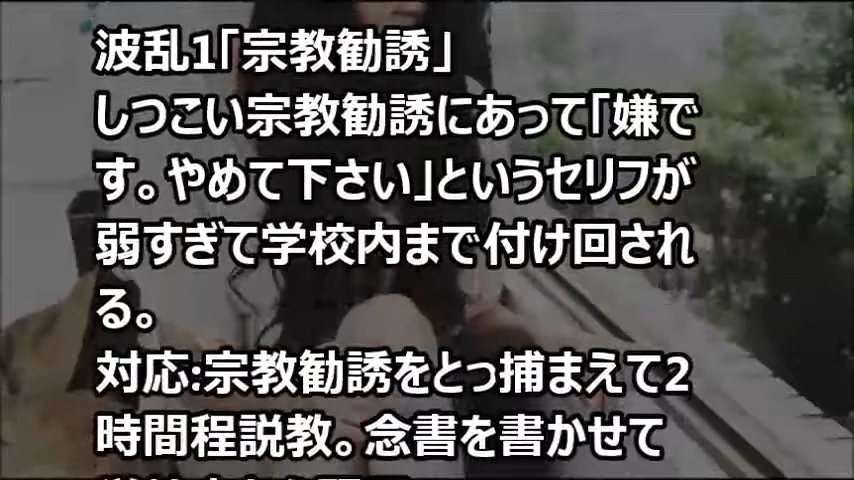 波乱1「宗教勧誘」
しつこい宗教勧誘にあって「嫌で
す。やめて下さい」というセリフが
弱すぎて学校内まで付け回され
る。
対応:宗教勧誘をとっ捕まえて2
時間程説教。念書を書かせて